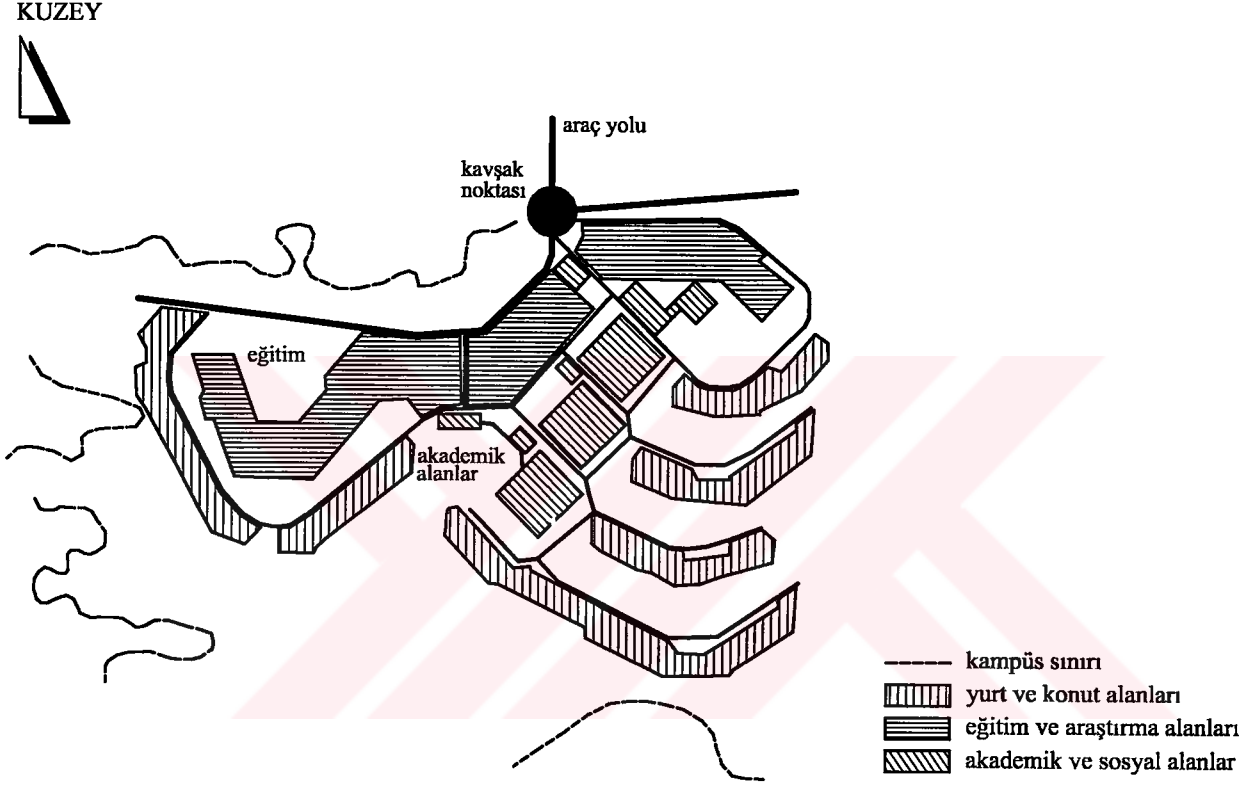 KUZEY
araç yolu
kavşak
noktası
eğitim
akademik
alanlar
kampüs sınırı
yurt ve konut alanları
eğitim ve araştırma alanları
akademik ve sosyal alanlar